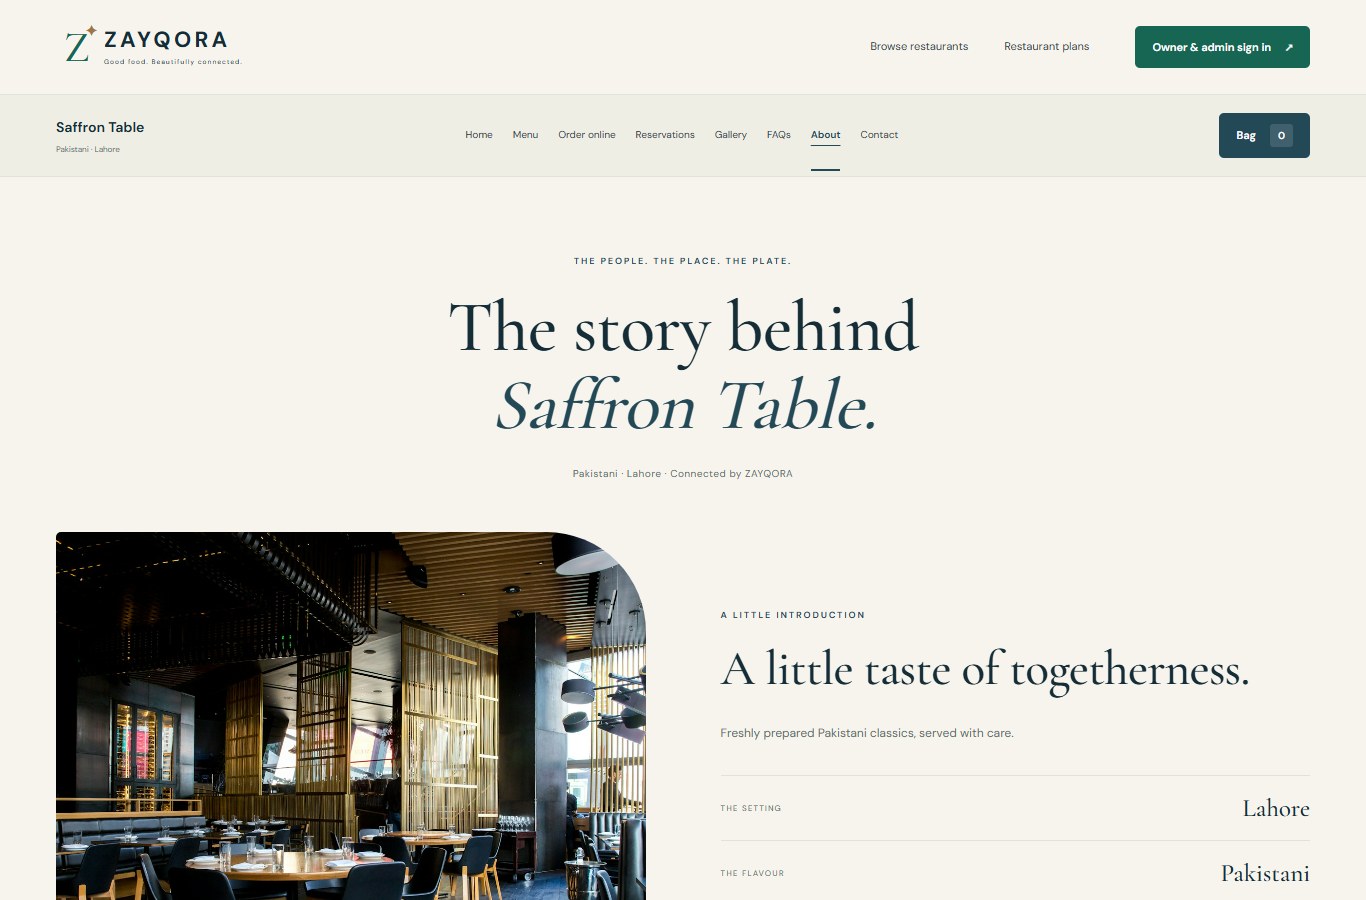 ZAYQORA
Good food. Beautifully connected.
Browse restaurants
Restaurant plans
Owner & admin sign in ↗
Saffron Table
Pakistani · Lahore
Home
Menu
Order online
Reservations
Gallery
FAQs
About
Contact
Bag 0
THE PEOPLE. THE PLACE. THE PLATE.
The story behind
Saffron Table.
Pakistani · Lahore · Connected by ZAYQORA
A LITTLE INTRODUCTION
A little taste of togetherness.
Freshly prepared Pakistani classics, served with care.
THE SETTING
Lahore
THE FLAVOUR
Pakistani